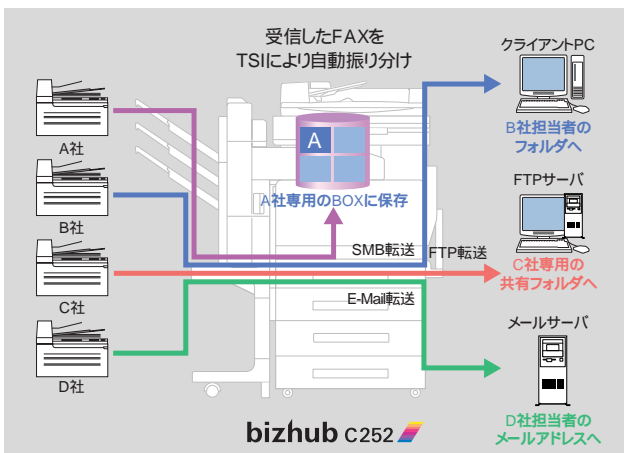 受信したFAXを
TSIにより自動振り分け
クライアントPC
A社
A
B社担当者の
フォルダへ
A社専用のBOXに保存
FTPサーバ
B社
SMB転送
FTP転送
C社専用の
共有フォルダへ
C社
E-Mail転送
メールサーバ
D社
D社担当者の
メールアドレスへ
bizhub C252